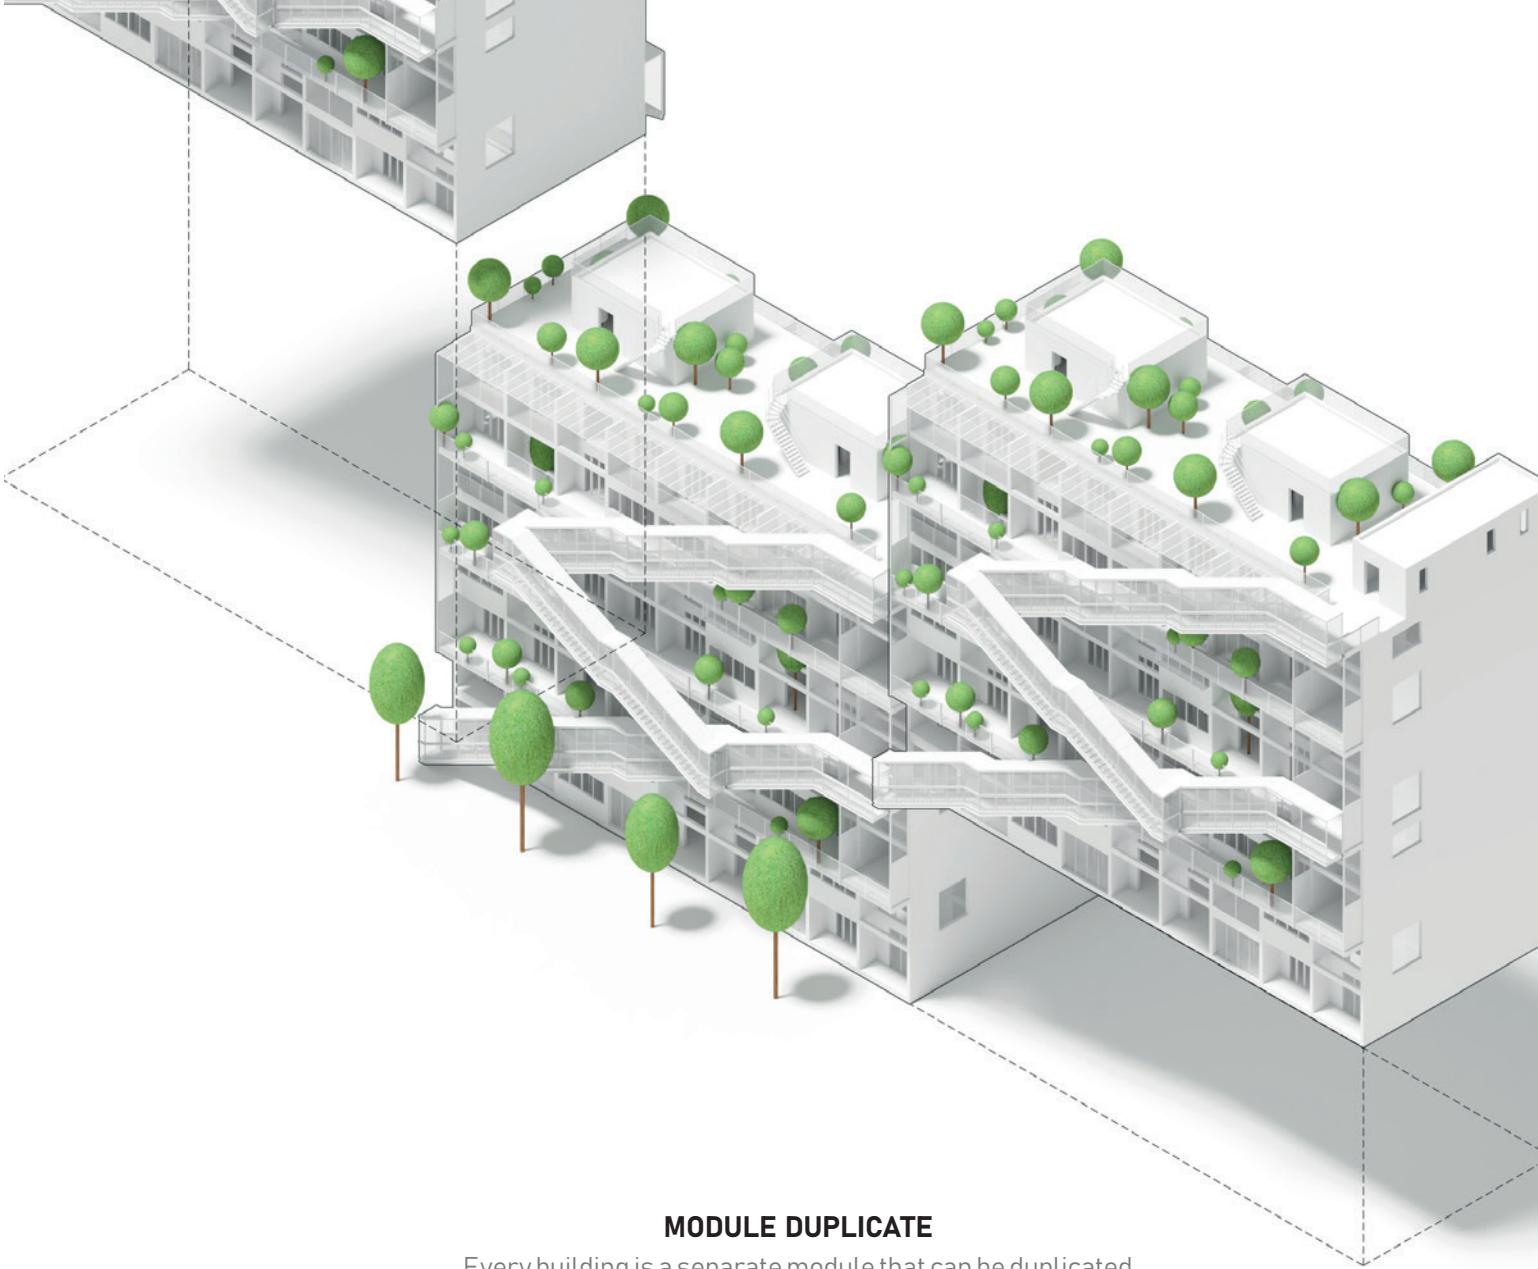 MODULE DUPLICATE
Every building is a separate module that can be duplicated